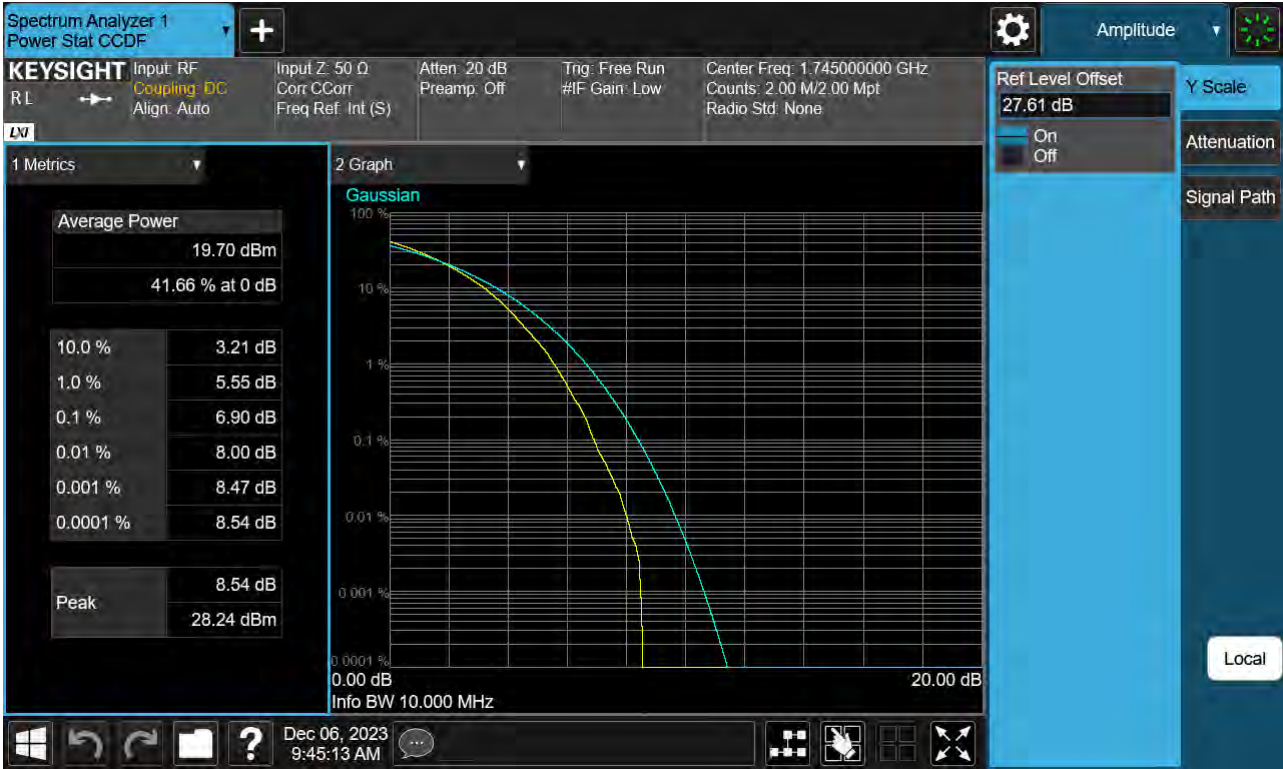 Spectrum Analyzer 1
Power Stat CCDF
Amplitude
KEYSIGHT
R L
LXI
Input: RF
Coupling: DC
Align: Auto
Input Z: 50 Ω
Corr CCorr
Freq Ref: Int (S)
Atten: 20 dB
Preamp: Off
Trig: Free Run
#IF Gain: Low
Center Freq: 1.745000000 GHz
Counts: 2.00 M/2.00 Mpt
Radio Std: None
Ref Level Offset
27.61 dB
On
Off
Y Scale
Attenuation
Signal Path
Local
1 Metrics
Average Power
19.70 dBm
41.66 % at 0 dB
10.0 % 3.21 dB
1.0 % 5.55 dB
0.1 % 6.90 dB
0.01 % 8.00 dB
0.001 % 8.47 dB
0.0001 % 8.54 dB
Peak 8.54 dB
28.24 dBm
2 Graph
Gaussian
100 %
10 %
1 %
0.1 %
0.01 %
0.001 %
0.0001 %
0.00 dB 20.00 dB
Info BW 10.000 MHz
?
Dec 06, 2023
9:45:13 AM